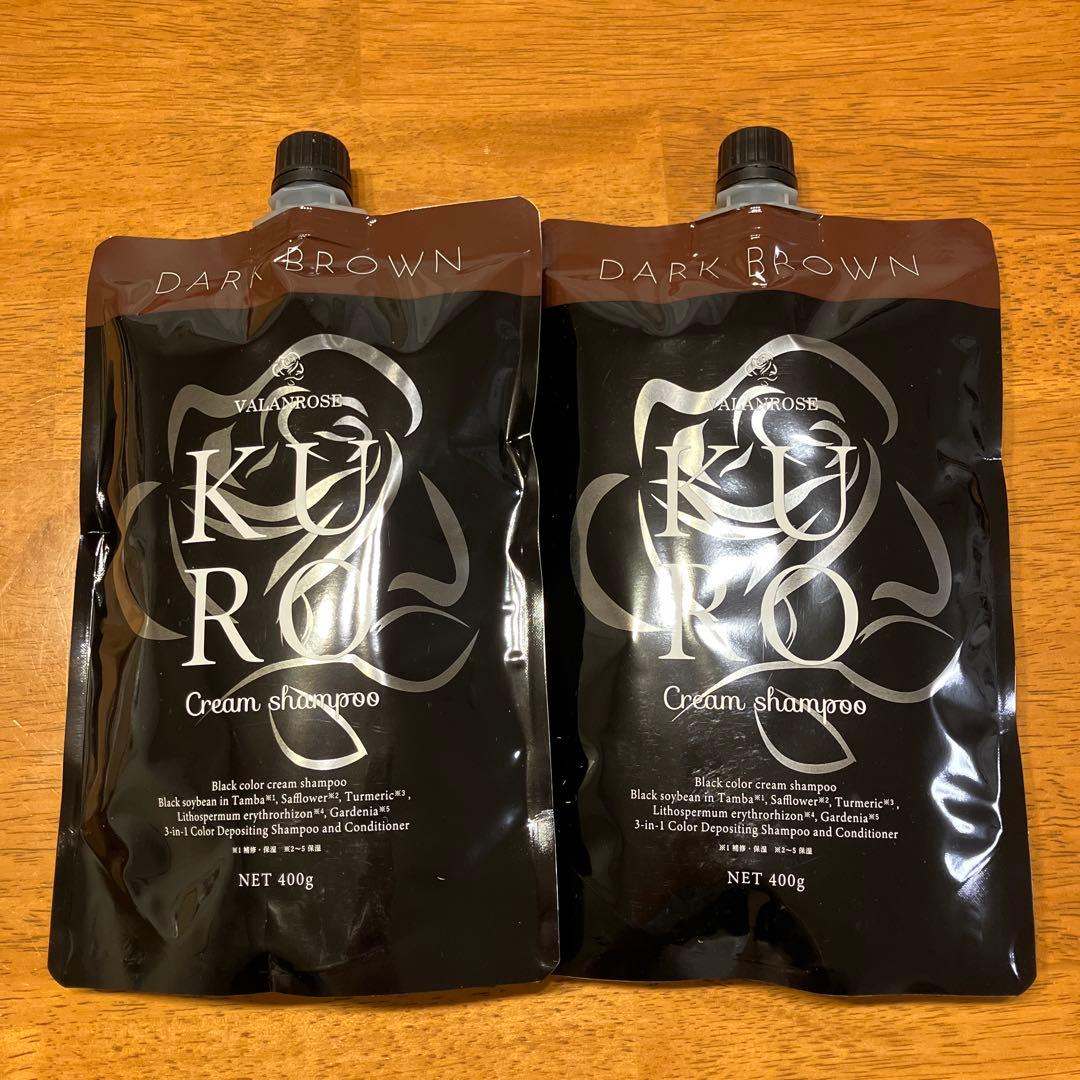 DARK BROWN
VALANROSE
KU
RO
Cream shampoo
Black color cream shampoo
Black soybean in Tamba※1, Safflower※2, Turmeric※3,
Lithospermum erythrorhizon※4, Gardenia※5
3-in-1 Color Depositing Shampoo and Conditioner
※1 補修・保湿 ※2~5 保湿
NET 400g
DARK BROWN
VALANROSE
KU
RO
Cream shampoo
Black color cream shampoo
Black soybean in Tamba※1, Safflower※2, Turmeric※3,
Lithospermum erythrorhizon※4, Gardenia※5
3-in-1 Color Depositing Shampoo and Conditioner
※1 補修・保湿 ※2~5 保湿
NET 400g